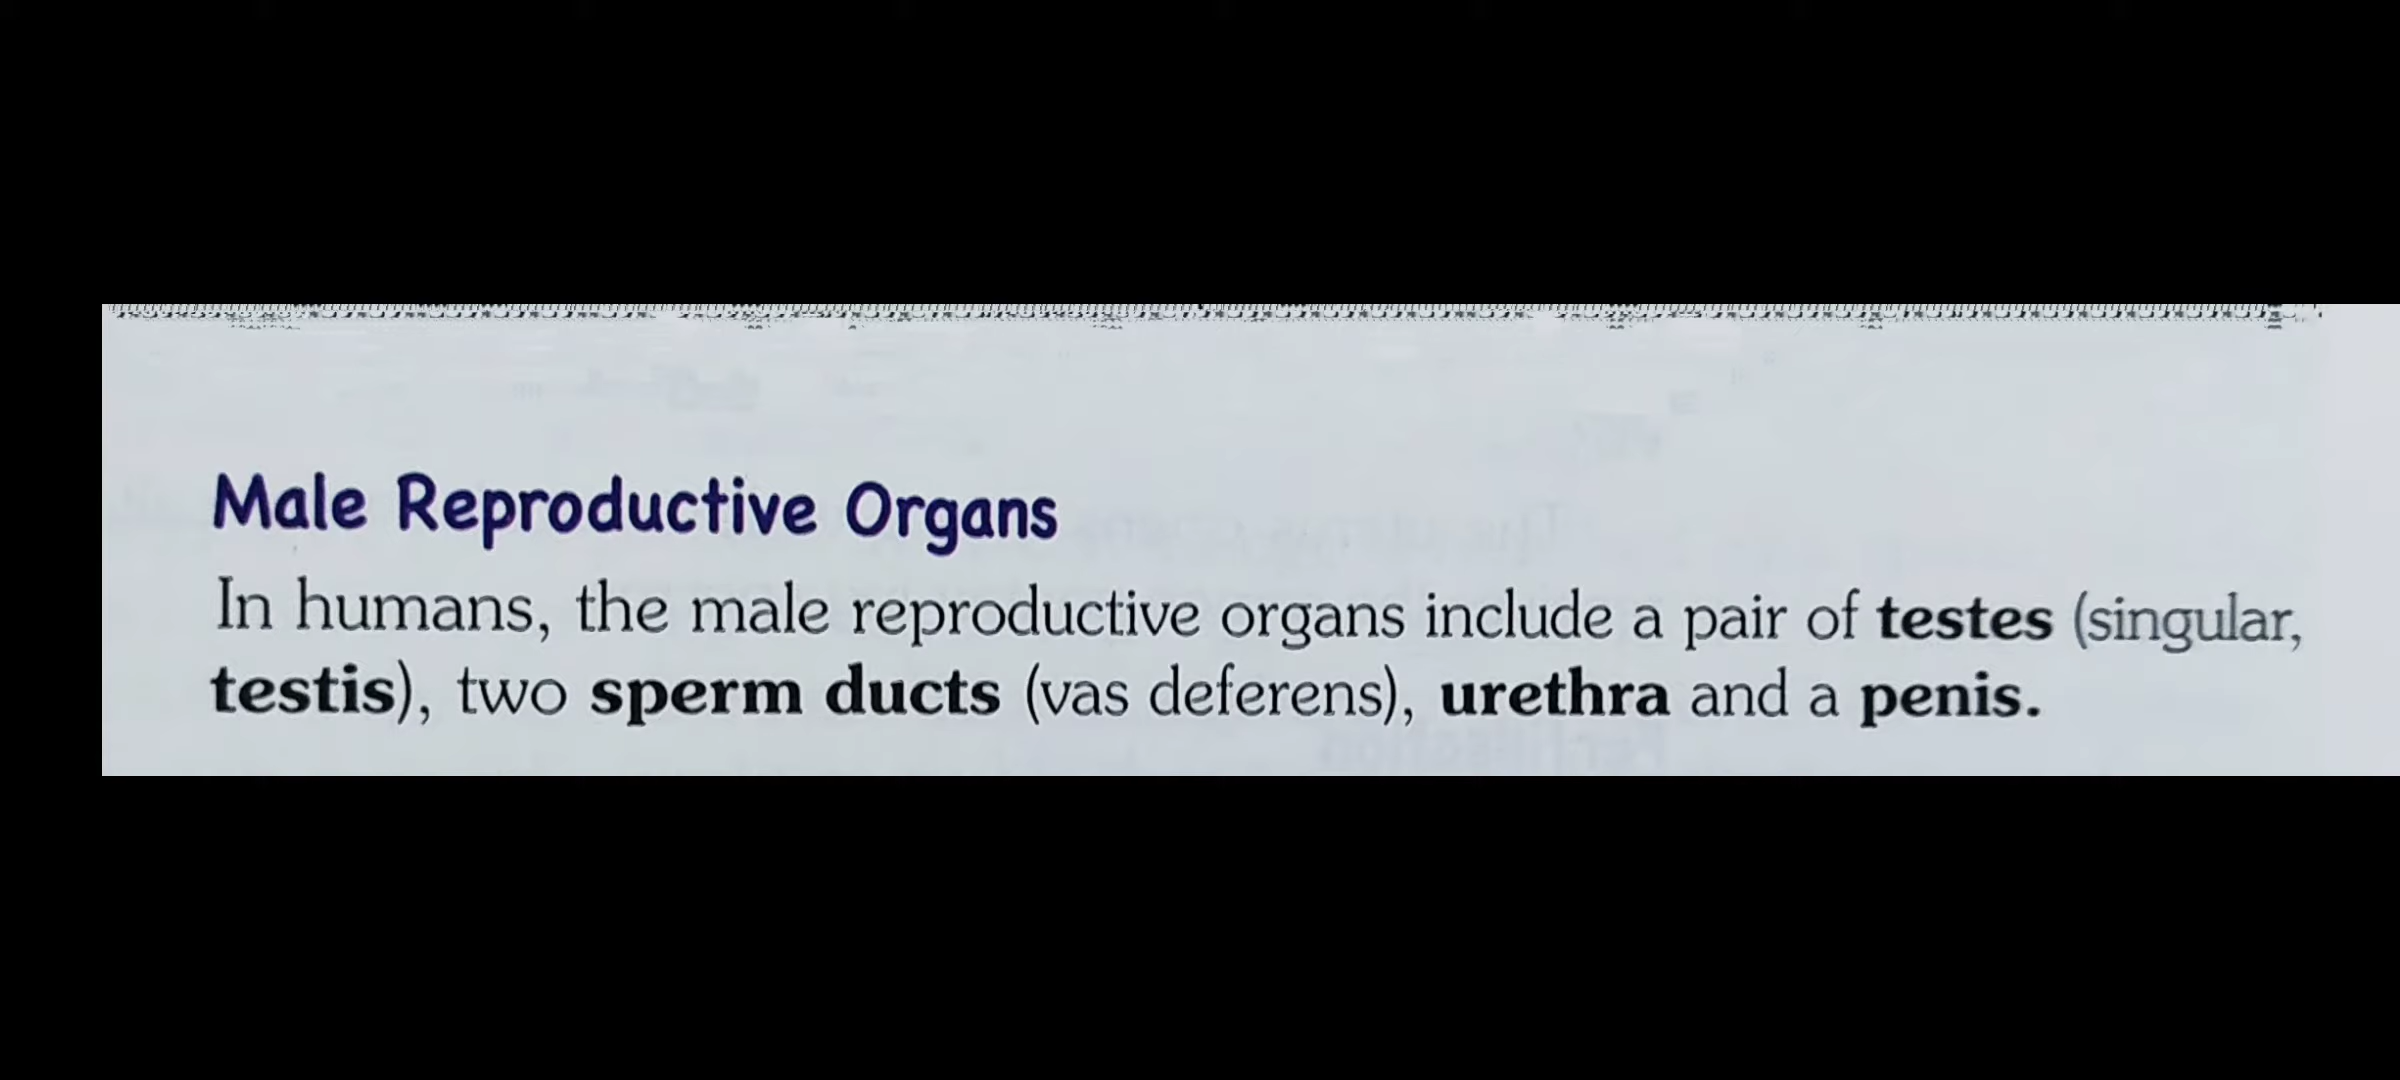 Male Reproductive Organs
In humans, the male reproductive organs include a pair of testes (singular,
testis), two sperm ducts (vas deferens), urethra and a penis.